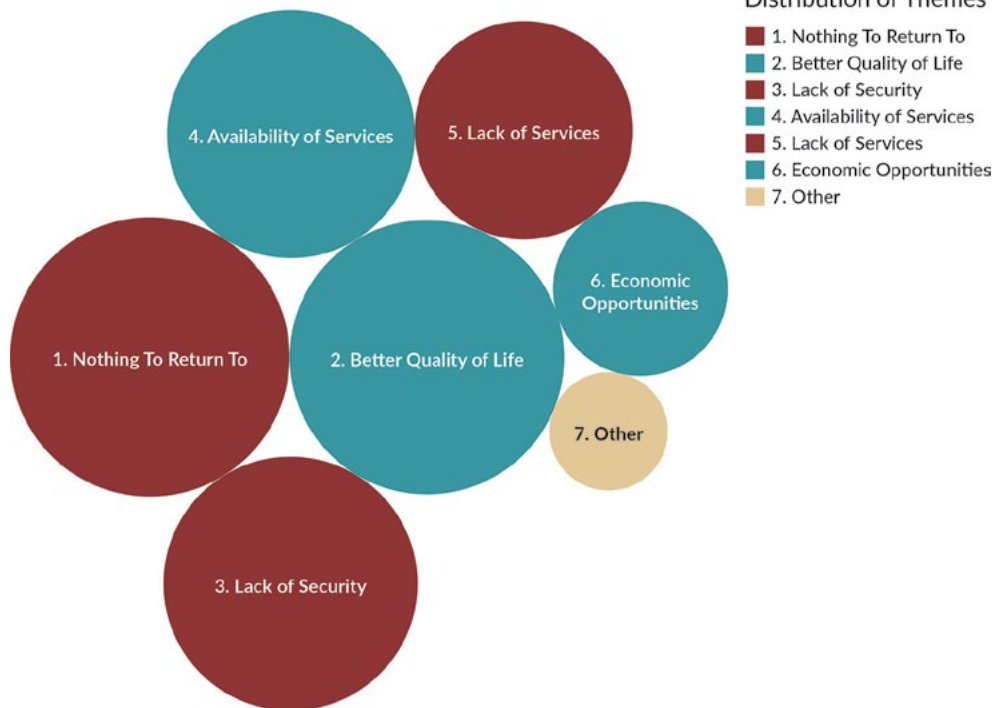 Distribution of Themes
1. Nothing To Return To
2. Better Quality of Life
3. Lack of Security
4. Availability of Services
5. Lack of Services
6. Economic Opportunities
7. Other
4. Availability of Services
5. Lack of Services
6. Economic
Opportunities
1. Nothing To Return To
2. Better Quality of Life
7. Other
3. Lack of Security